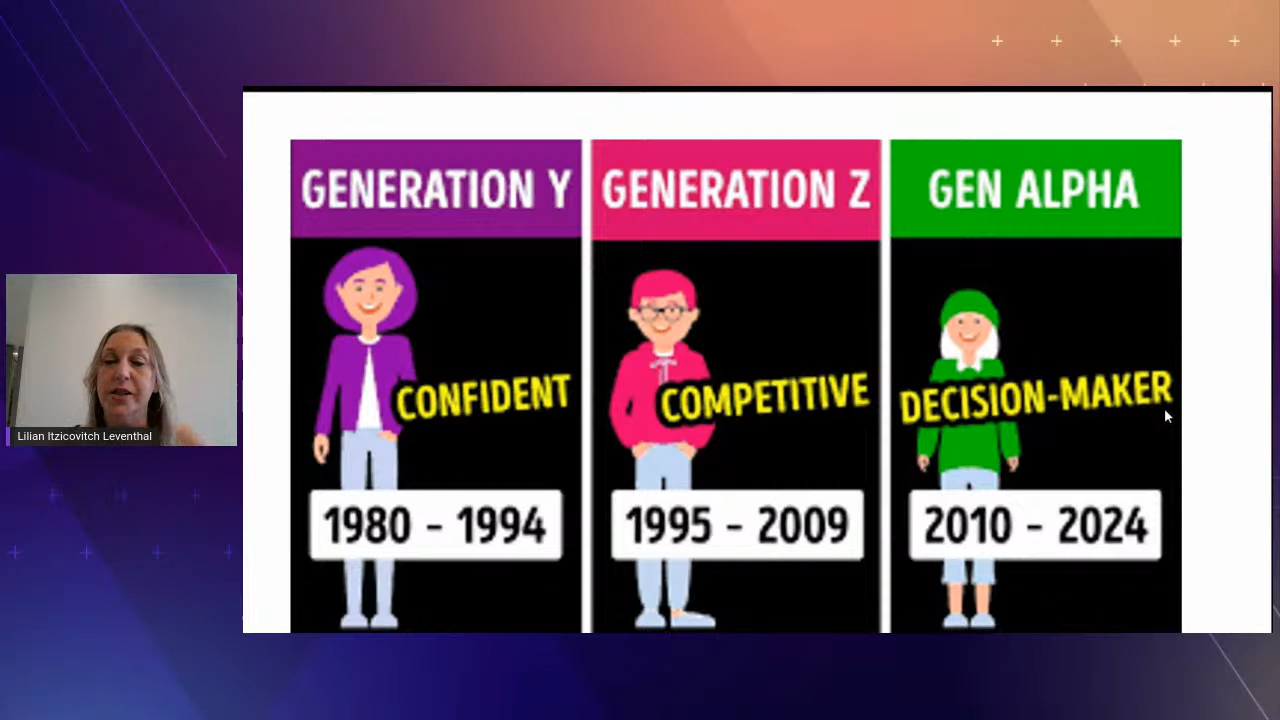 GENERATION Y
CONFIDENT
1980 - 1994
GENERATION Z
COMPETITIVE
1995 - 2009
GEN ALPHA
DECISION-MAKER
2010 - 2024
Lilian Itzicovitch Leventhal